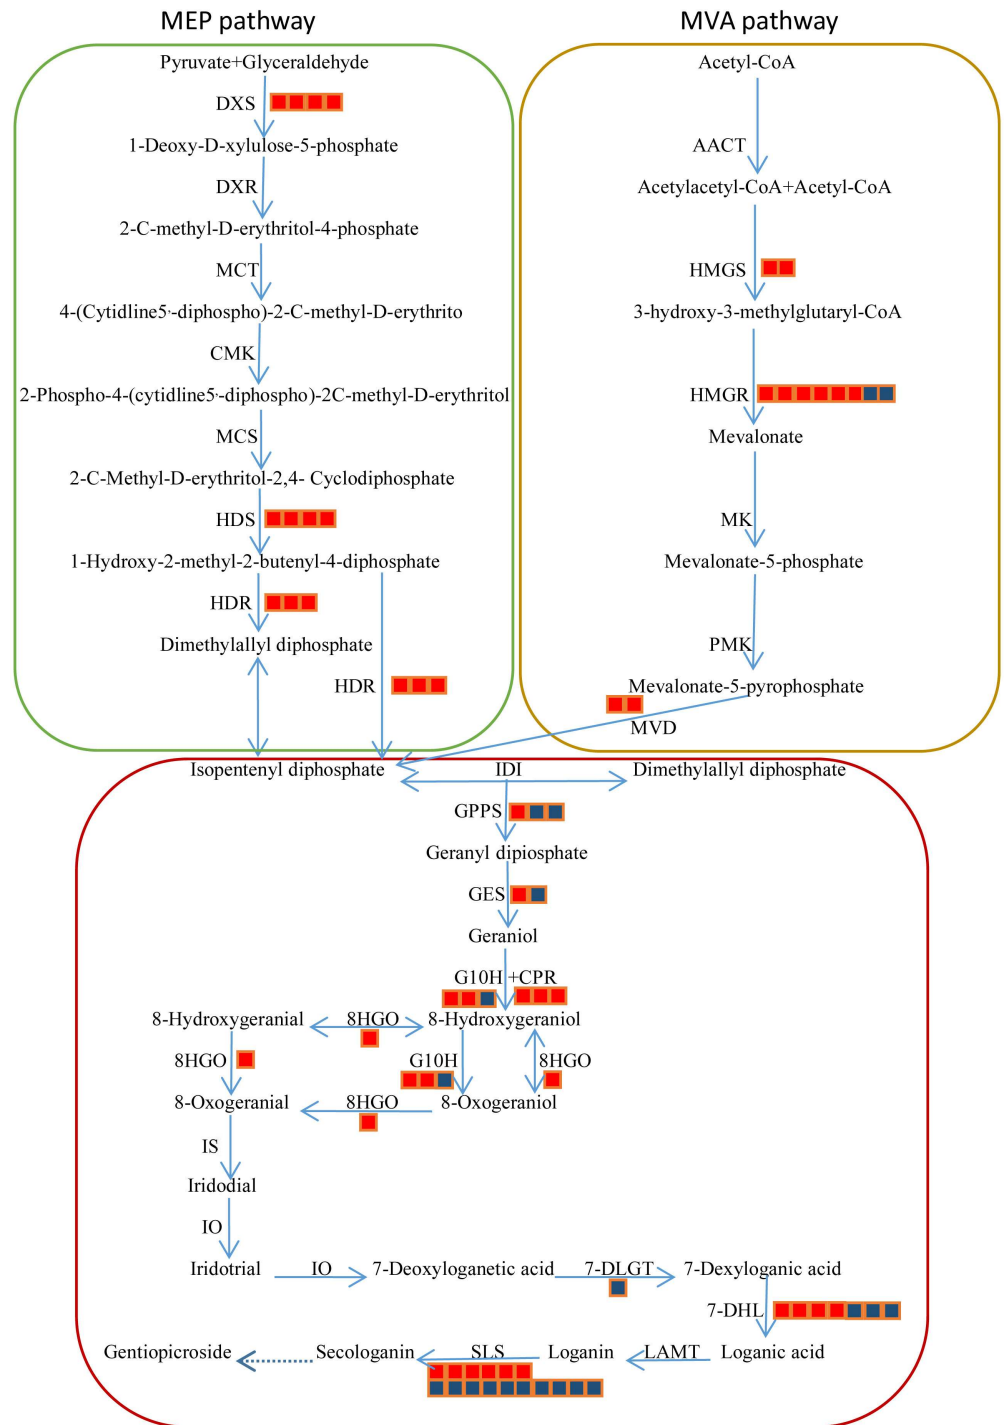 MEP pathway
MVA pathway
Pyruvate+Glyceraldehyde
DXS
1-Deoxy-D-xylulose-5-phosphate
DXR
2-C-methyl-D-erythritol-4-phosphate
MCT
4-(Cytidline5·-diphospho)-2-C-methyl-D-erythrito
CMK
2-Phospho-4-(cytidline5·-diphospho)-2C-methyl-D-erythritol
MCS
2-C-Methyl-D-erythritol-2,4- Cyclodiphosphate
HDS
1-Hydroxy-2-methyl-2-butenyl-4-diphosphate
HDR
Dimethylallyl diphosphate
HDR
Acetyl-CoA
AACT
Acetylacetyl-CoA+Acetyl-CoA
HMGS
3-hydroxy-3-methylglutaryl-CoA
HMGR
Mevalonate
MK
Mevalonate-5-phosphate
PMK
Mevalonate-5-pyrophosphate
MVD
Isopentenyl diphosphate
IDI
Dimethylallyl diphosphate
GPPS
Geranyl dipiosphate
GES
Geraniol
G10H +CPR
8-Hydroxygeranial
8HGO
8-Hydroxygeraniol
8HGO
G10H
8HGO
8-Oxogeranial
8HGO
8-Oxogeraniol
IS
Iridodial
IO
Iridotrial
IO
7-Deoxyloganetic acid
7-DLGT
7-Dexyloganic acid
7-DHL
Gentiopicroside
Secologanin
SLS
Loganin
LAMT
Loganic acid